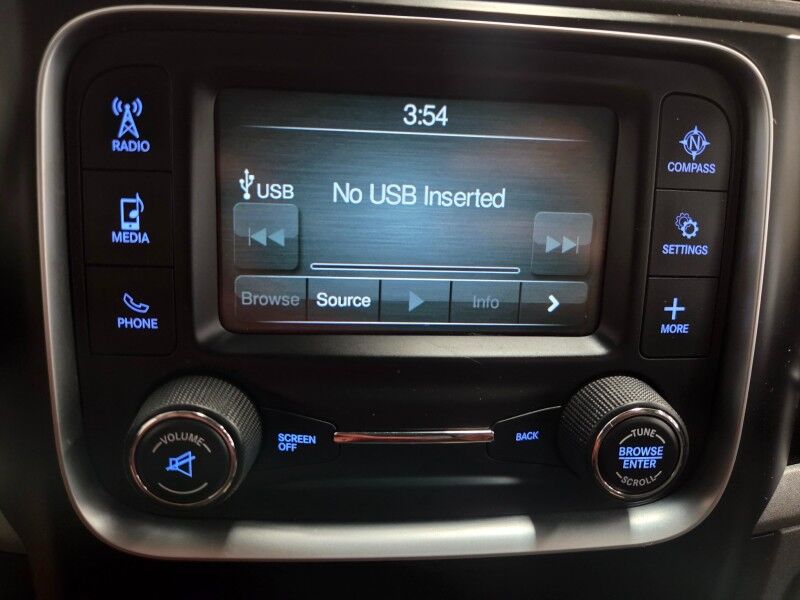 3:54
RADIO
N
COMPASS
USB
No USB Inserted
MEDIA
SETTINGS
Browse
Source
Info
PHONE
MORE
VOLUME
SCREEN
OFF
BACK
TUNE
BROWSE
ENTER
SCROLL